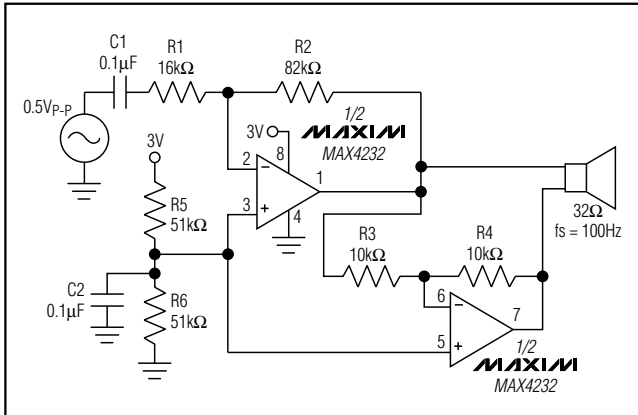 C1
0.1µF
R1
16kΩ
R2
82kΩ
0.5VP-P
3V
1/2
MAXIM
MAX4232
3V
8
2
−
1
3
+
4
R5
51kΩ
32Ω
fs = 100Hz
R3
10kΩ
R4
10kΩ
C2
0.1µF
R6
51kΩ
6
−
7
5
+
1/2
MAXIM
MAX4232